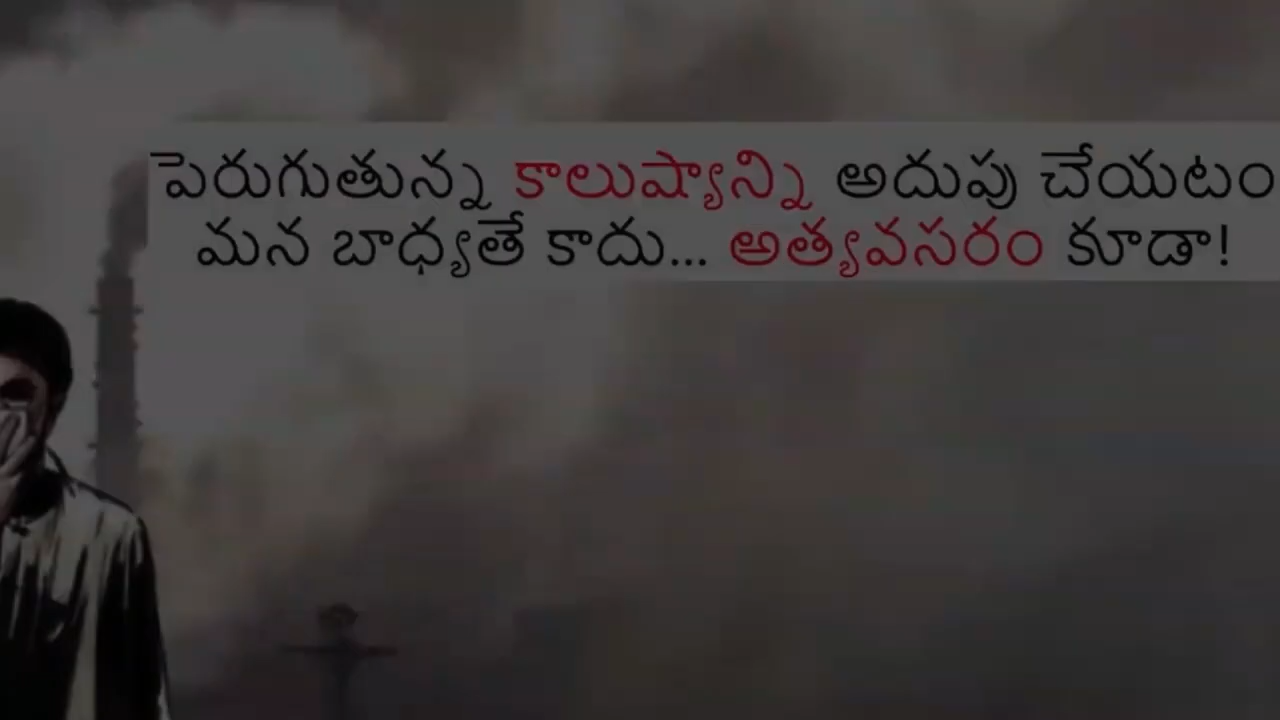 పెరుగుతున్న కాలుష్యాన్ని అదుపు చేయటం
మన బాధ్యతే కాదు... అత్యవసరం కూడా!